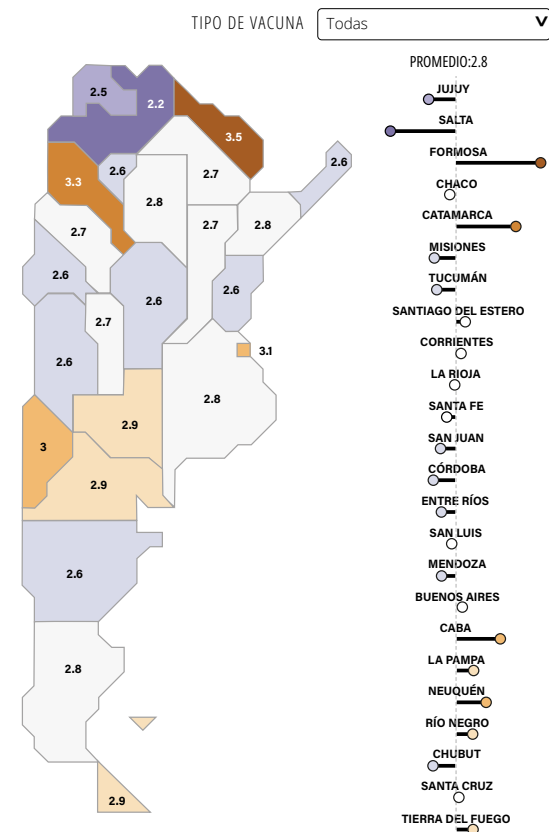 TIPO DE VACUNA
Todas
PROMEDIO:2.8
2.5
2.2
3.5
3.3
2.6
2.7
2.6
2.8
2.7
2.7
2.8
2.6
2.6
2.6
2.7
2.6
3.1
2.8
2.9
3
2.9
2.6
2.8
2.9
JUJUY
SALTA
FORMOSA
CHACO
CATAMARCA
MISIONES
TUCUMÁN
SANTIAGO DEL ESTERO
CORRIENTES
LA RIOJA
SANTA FE
SAN JUAN
CÓRDOBA
ENTRE RÍOS
SAN LUIS
MENDOZA
BUENOS AIRES
CABA
LA PAMPA
NEUQUÉN
RÍO NEGRO
CHUBUT
SANTA CRUZ
TIERRA DEL FUEGO